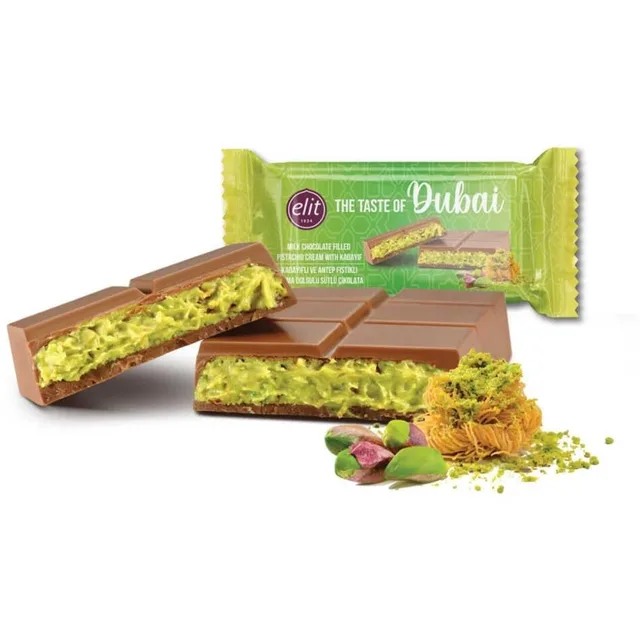 elit
1924
THE TASTE OF Dubai
MILK CHOCOLATE FILLED
PISTACHIO CREAM WITH KADAYIF
KADAYIFLI VE ANTEP FISTIKLI
MA DOLGULU SÜTLÜ ÇİKOLATA